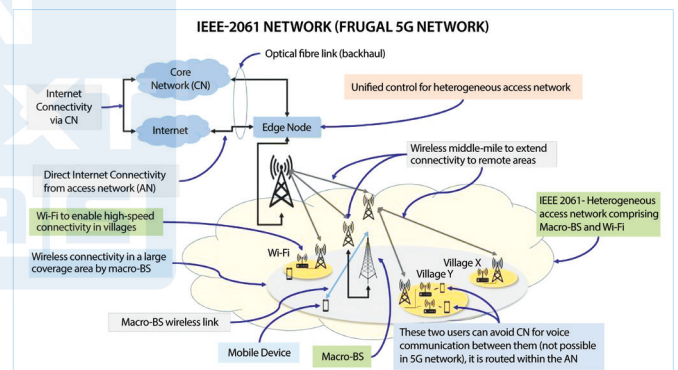 IEEE-2061 NETWORK (FRUGAL 5G NETWORK)
Optical fibre link (backhaul)
Core
Network (CN)
Unified control for heterogeneous access network
Internet
Connectivity
via CN
Internet
Edge Node
Wireless middle-mile to extend
connectivity to remote areas
Direct Internet Connectivity
from access network (AN)
IEEE 2061- Heterogeneous
access network comprising
Macro-BS and Wi-Fi
Wi-Fi to enable high-speed
connectivity in villages
Wi-Fi
Wireless connectivity in a large
coverage area by macro-BS
Village X
Village Y
Macro-BS wireless link
Mobile Device
Macro-BS
These two users can avoid CN for voice
communication between them (not possible
in 5G network), it is routed within the AN